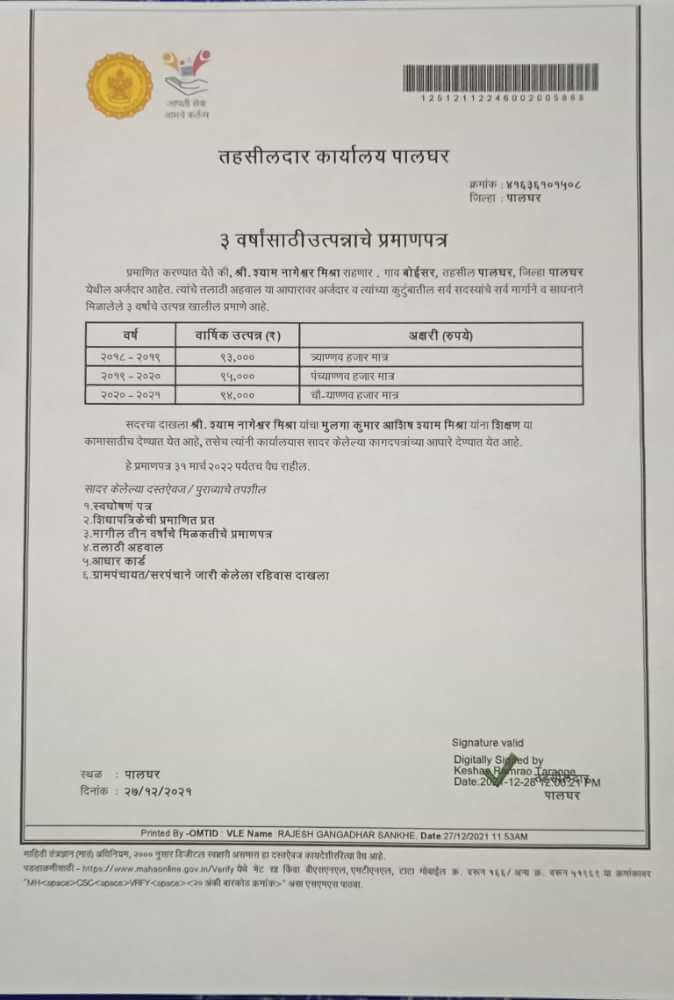 आपली सेवा
आमचे कर्तव्य
12512112246002005868
तहसीलदार कार्यालय पालघर
क्रमांक : ४१६३६१०१५०८
जिल्हा : पालघर
३ वर्षांसाठीउत्पन्नाचे प्रमाणपत्र
प्रमाणित करण्यात येते की, श्री. श्याम नागेश्वर मिश्रा राहणार . गाव बोईसर, तहसील पालघर, जिल्हा पालघर
येथील अर्जदार आहेत. त्यांचे तलाठी अहवाल या आधारावर अर्जदार व त्यांच्या कुटुंबातील सर्व सदस्यांचे सर्व मार्गाने व साधनाने
मिळालेले ३ वर्षाचे उत्पन्न खालील प्रमाणे आहे.
वर्ष वार्षिक उत्पन्न (₹) अक्षरी (रुपये)
२०१८ - २०१९ ९३,००० त्र्याण्णव हजार मात्र
२०१९ - २०२० ९५,००० पंच्याण्णव हजार मात्र
२०२० - २०२१ ९४,००० चौ-याण्णव हजार मात्र
सदरचा दाखला श्री. श्याम नागेश्वर मिश्रा यांचा मुलगा कुमार आशिष श्याम मिश्रा यांना शिक्षण या
कामासाठीच देण्यात येत आहे, तसेच त्यांनी कार्यालयास सादर केलेल्या कागदपत्रांच्या आधारे देण्यात येत आहे.
हे प्रमाणपत्र ३१ मार्च २०२२ पर्यंतच वैध राहील.
सादर केलेल्या दस्तऐवज / पुराव्याचे तपशील
१.स्वघोषणं पत्र
२.शिधापत्रिकेची प्रमाणित प्रत
३.मागील तीन वर्षांचे मिळकतीचे प्रमाणपत्र
४.तलाठी अहवाल
५.आधार कार्ड
६.ग्रामपंचायत/सरपंचाने जारी केलेला रहिवास दाखला
Signature valid
Digitally Signed by
Keshav Ramrao Tarange
Date:2021-12-28 12:06:21 PM
तहसीलदार
पालघर
स्थळ : पालघर
दिनांक : २७/१२/२०२१
Printed By -OMTID : VLE Name :RAJESH GANGADHAR SANKHE, Date:27/12/2021 11:53AM
माहिती तंत्रज्ञान (मात) अधिनियम, २००० नुसार डिजीटल स्वाक्षरी असणारा हा दस्तऐवज कायदेशीररित्या वैध आहे.
पडताळणीसाठी - https://www.mahaonline.gov.in/Verify येथे भेट द्या किंवा बीएसएनएल, एमटीएनएल, टाटा मोबाईल क्र. वरून १६६/ अन्य क्र. वरून ५१९६९ या क्रमांकावर
"MH<space>CSC<space>VRFY<space><२० अंकी बारकोड क्रमांक>" असा एसएमएस पाठवा.